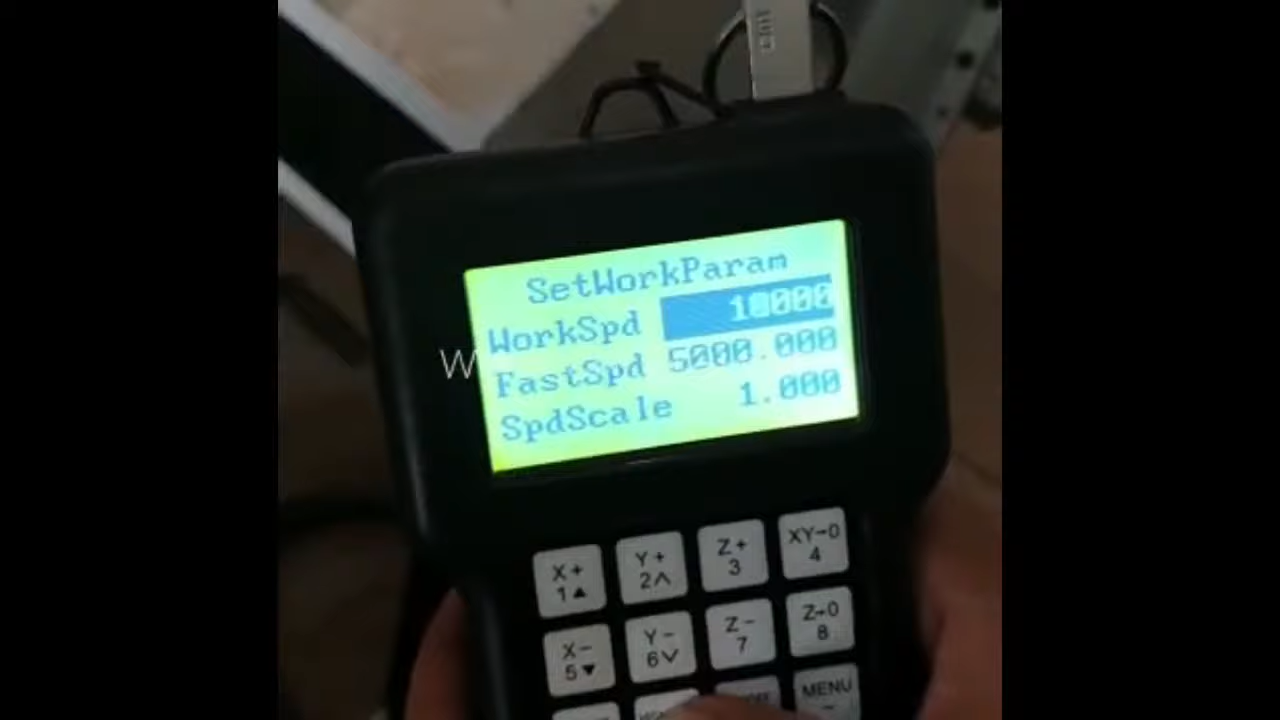 SetWorkParam
WorkSpd 10000
FastSpd 5000.000
SpdScale 1.000
W
X+ Y+ Z+ XY→0
1▲ 2∧ 3 4
X− Y− Z− Z→0
5▼ 6∨ 7 8
MENU